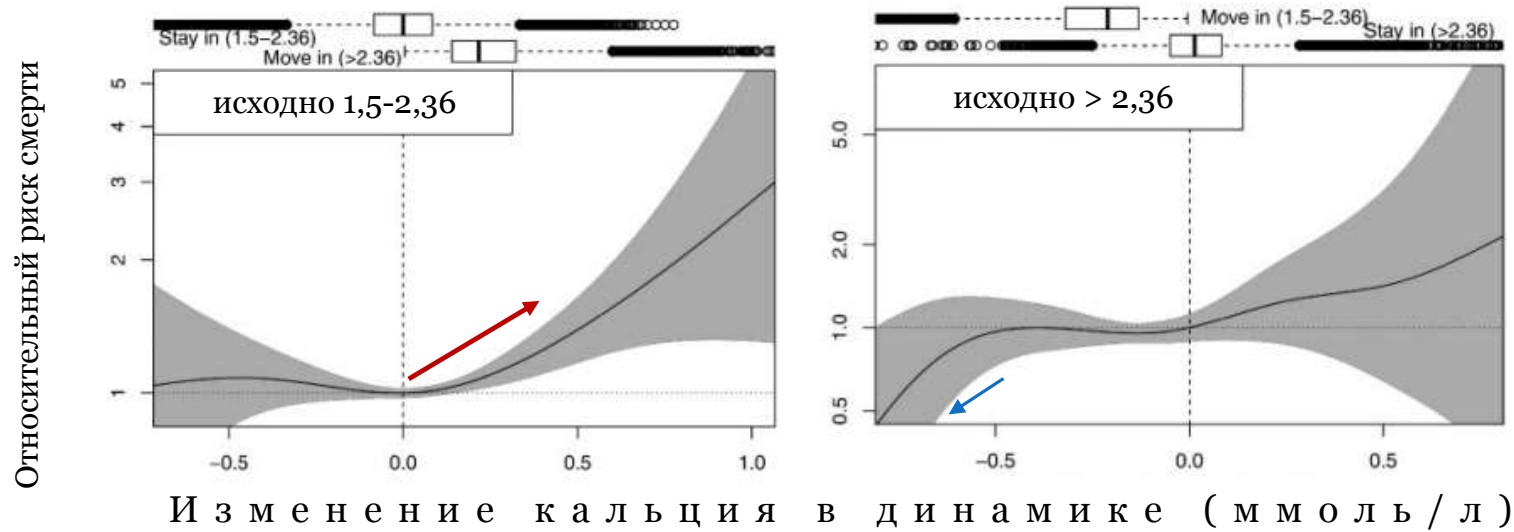 Stay in (1.5–2.36)
Move in (>2.36)
Move in (1.5–2.36)
Stay in (>2.36)
Относительный риск смерти
исходно 1,5-2,36
5
4
3
2
1
−0.5 0.0 0.5 1.0
исходно > 2,36
5.0
2.0
1.0
0.5
−0.5 0.0 0.5
Изменение кальция в динамике (ммоль/л)